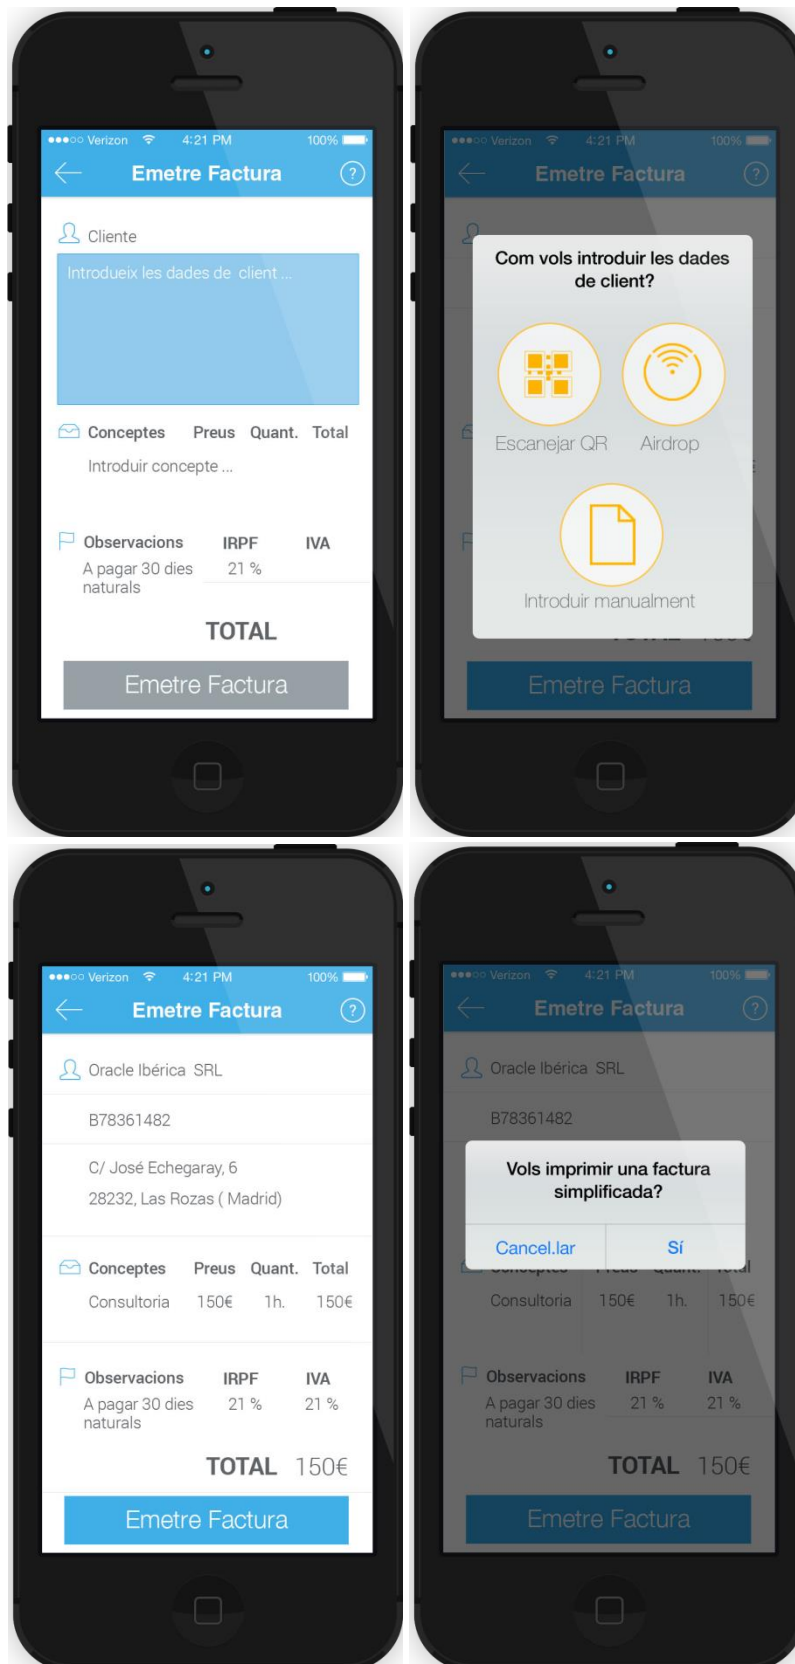 Verizon 4:21 PM 100%
Emetre Factura ?
Cliente
Introdueix les dades de client ...
Conceptes Preus Quant. Total
Introduir concepte ...
Observacions IRPF IVA
A pagar 30 dies 21 %
naturals
TOTAL
Emetre Factura
Verizon 4:21 PM 100%
Emetre Factura ?
Com vols introduir les dades
de client?
Escanejar QR Airdrop
Introduir manualment
Emetre Factura
Verizon 4:21 PM 100%
Emetre Factura ?
Oracle Ibérica SRL
B78361482
C/ José Echegaray, 6
28232, Las Rozas ( Madrid)
Conceptes Preus Quant. Total
Consultoria 150€ 1h. 150€
Observacions IRPF IVA
A pagar 30 dies 21 % 21 %
naturals
TOTAL 150€
Emetre Factura
Verizon 4:21 PM 100%
Emetre Factura ?
Oracle Ibérica SRL
B78361482
Vols imprimir una factura
simplificada?
Cancel.lar Sí
Consultoria 150€ 1h. 150€
Observacions IRPF IVA
A pagar 30 dies 21 % 21 %
naturals
TOTAL 150€
Emetre Factura